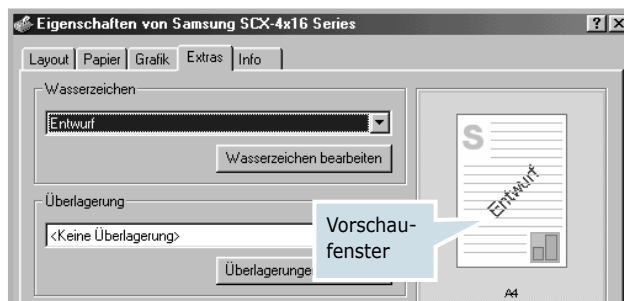 Eigenschaften von Samsung SCX-4x16 Series
Layout Papier Grafik Extras Info
Wasserzeichen
Entwurf
Wasserzeichen bearbeiten
Überlagerung
<Keine Überlagerung>
Überlagerunge
Vorschau-
fenster
S
Entwurf
A4